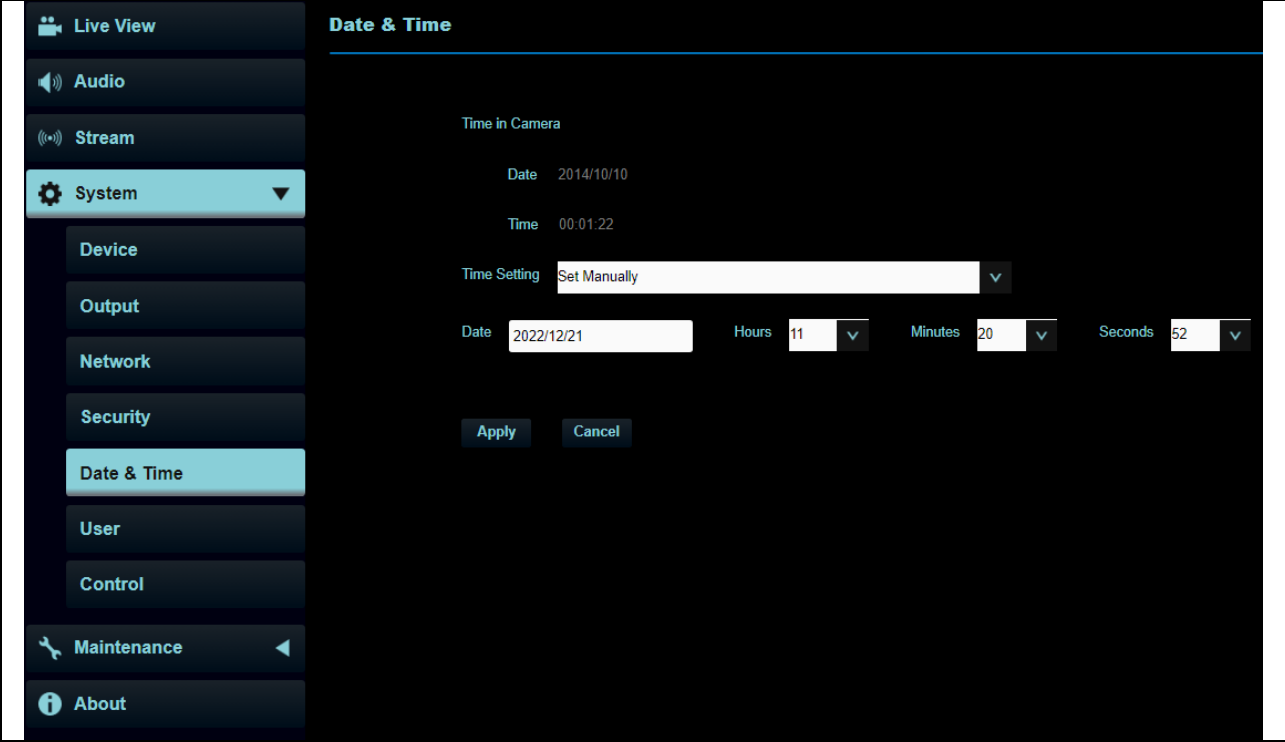 Live View
Audio
Stream
System
Device
Output
Network
Security
Date & Time
User
Control
Maintenance
About
Date & Time
Time in Camera
Date 2014/10/10
Time 00:01:22
Time Setting Set Manually
Date 2022/12/21 Hours 11 Minutes 20 Seconds 52
Apply Cancel